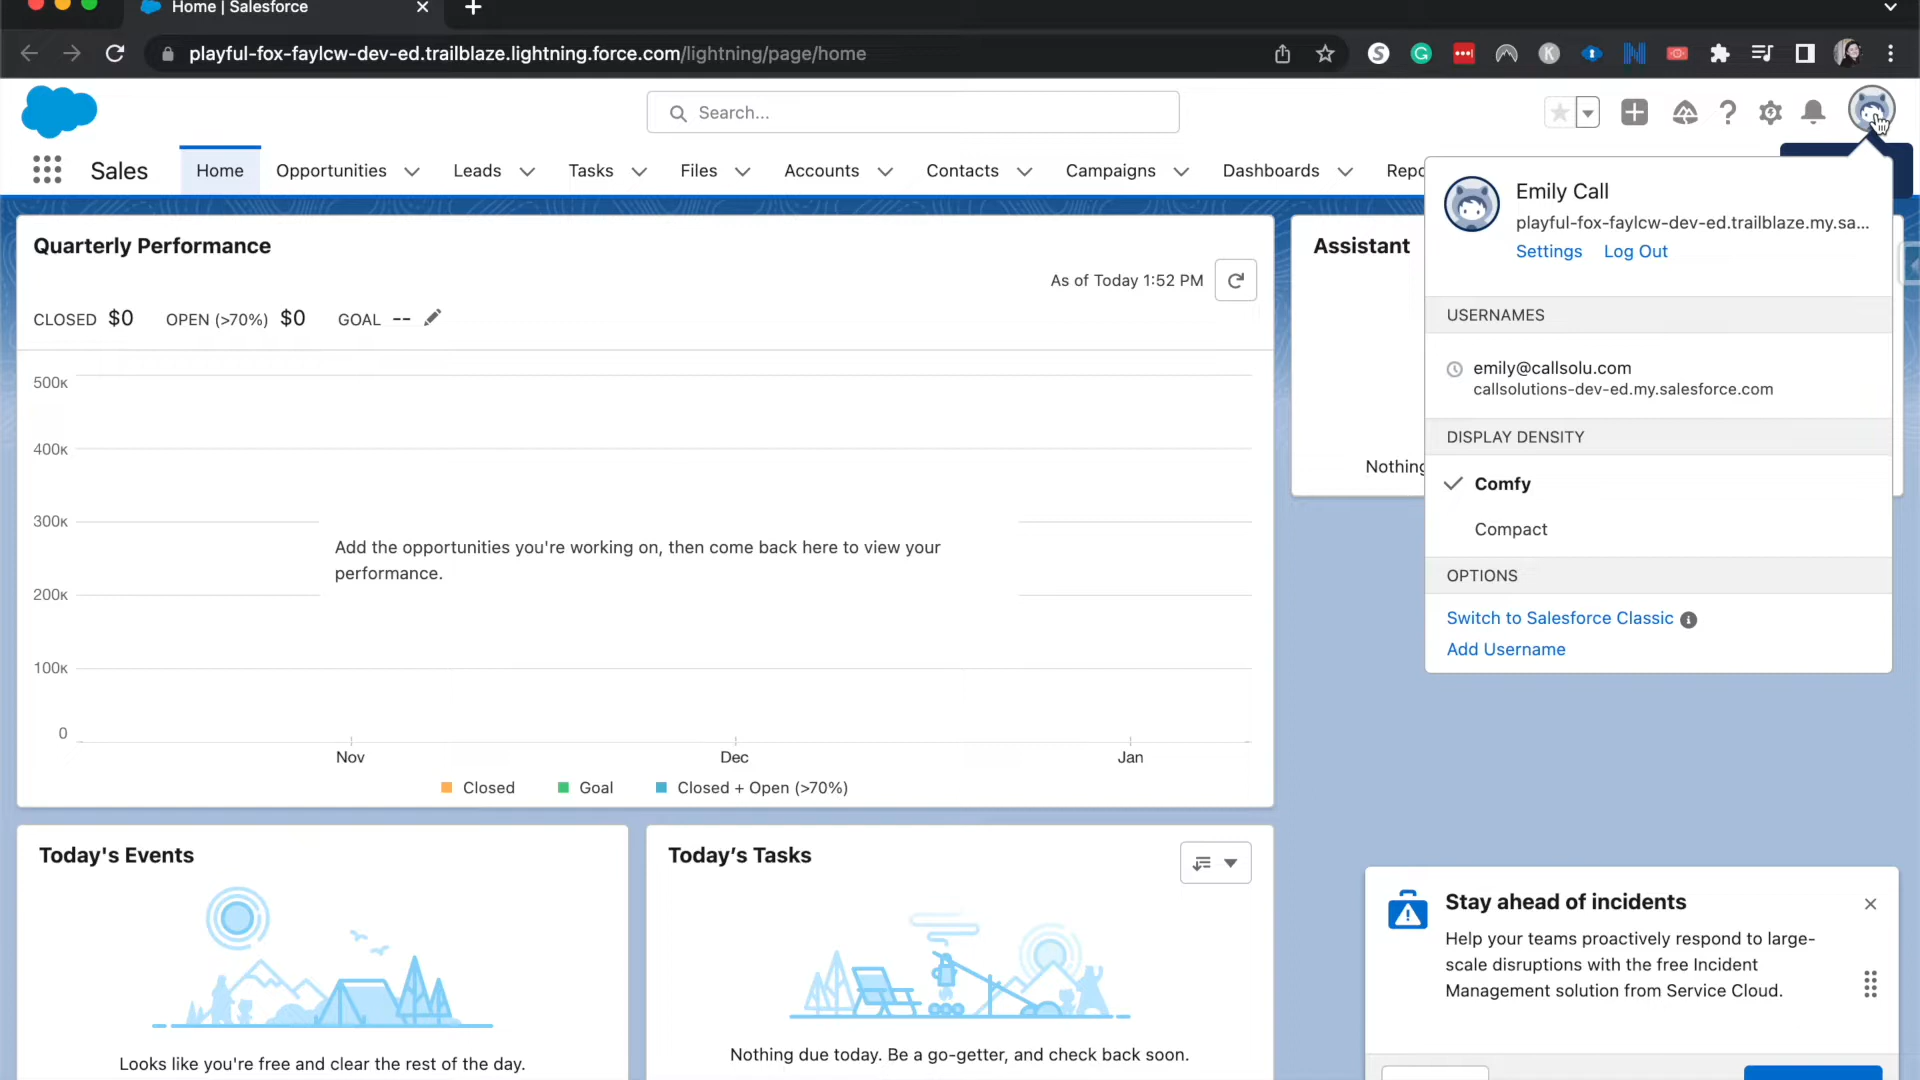 Home | Salesforce
playful-fox-faylcw-dev-ed.trailblaze.lightning.force.com/lightning/page/home
Search...
Sales
Home
Opportunities
Leads
Tasks
Files
Accounts
Contacts
Campaigns
Dashboards
Repo
Emily Call
playful-fox-faylcw-dev-ed.trailblaze.my.sa...
Settings Log Out
USERNAMES
emily@callsolu.com
callsolutions-dev-ed.my.salesforce.com
DISPLAY DENSITY
Comfy
Compact
OPTIONS
Switch to Salesforce Classic
Add Username
Quarterly Performance
As of Today 1:52 PM
CLOSED $0 OPEN (>70%) $0 GOAL --
500K
400K
300K
200K
100K
0
Add the opportunities you're working on, then come back here to view your
performance.
Nov Dec Jan
Closed Goal Closed + Open (>70%)
Assistant
Nothing
Today's Events
Looks like you're free and clear the rest of the day.
Today's Tasks
Nothing due today. Be a go-getter, and check back soon.
Stay ahead of incidents
Help your teams proactively respond to large-
scale disruptions with the free Incident
Management solution from Service Cloud.